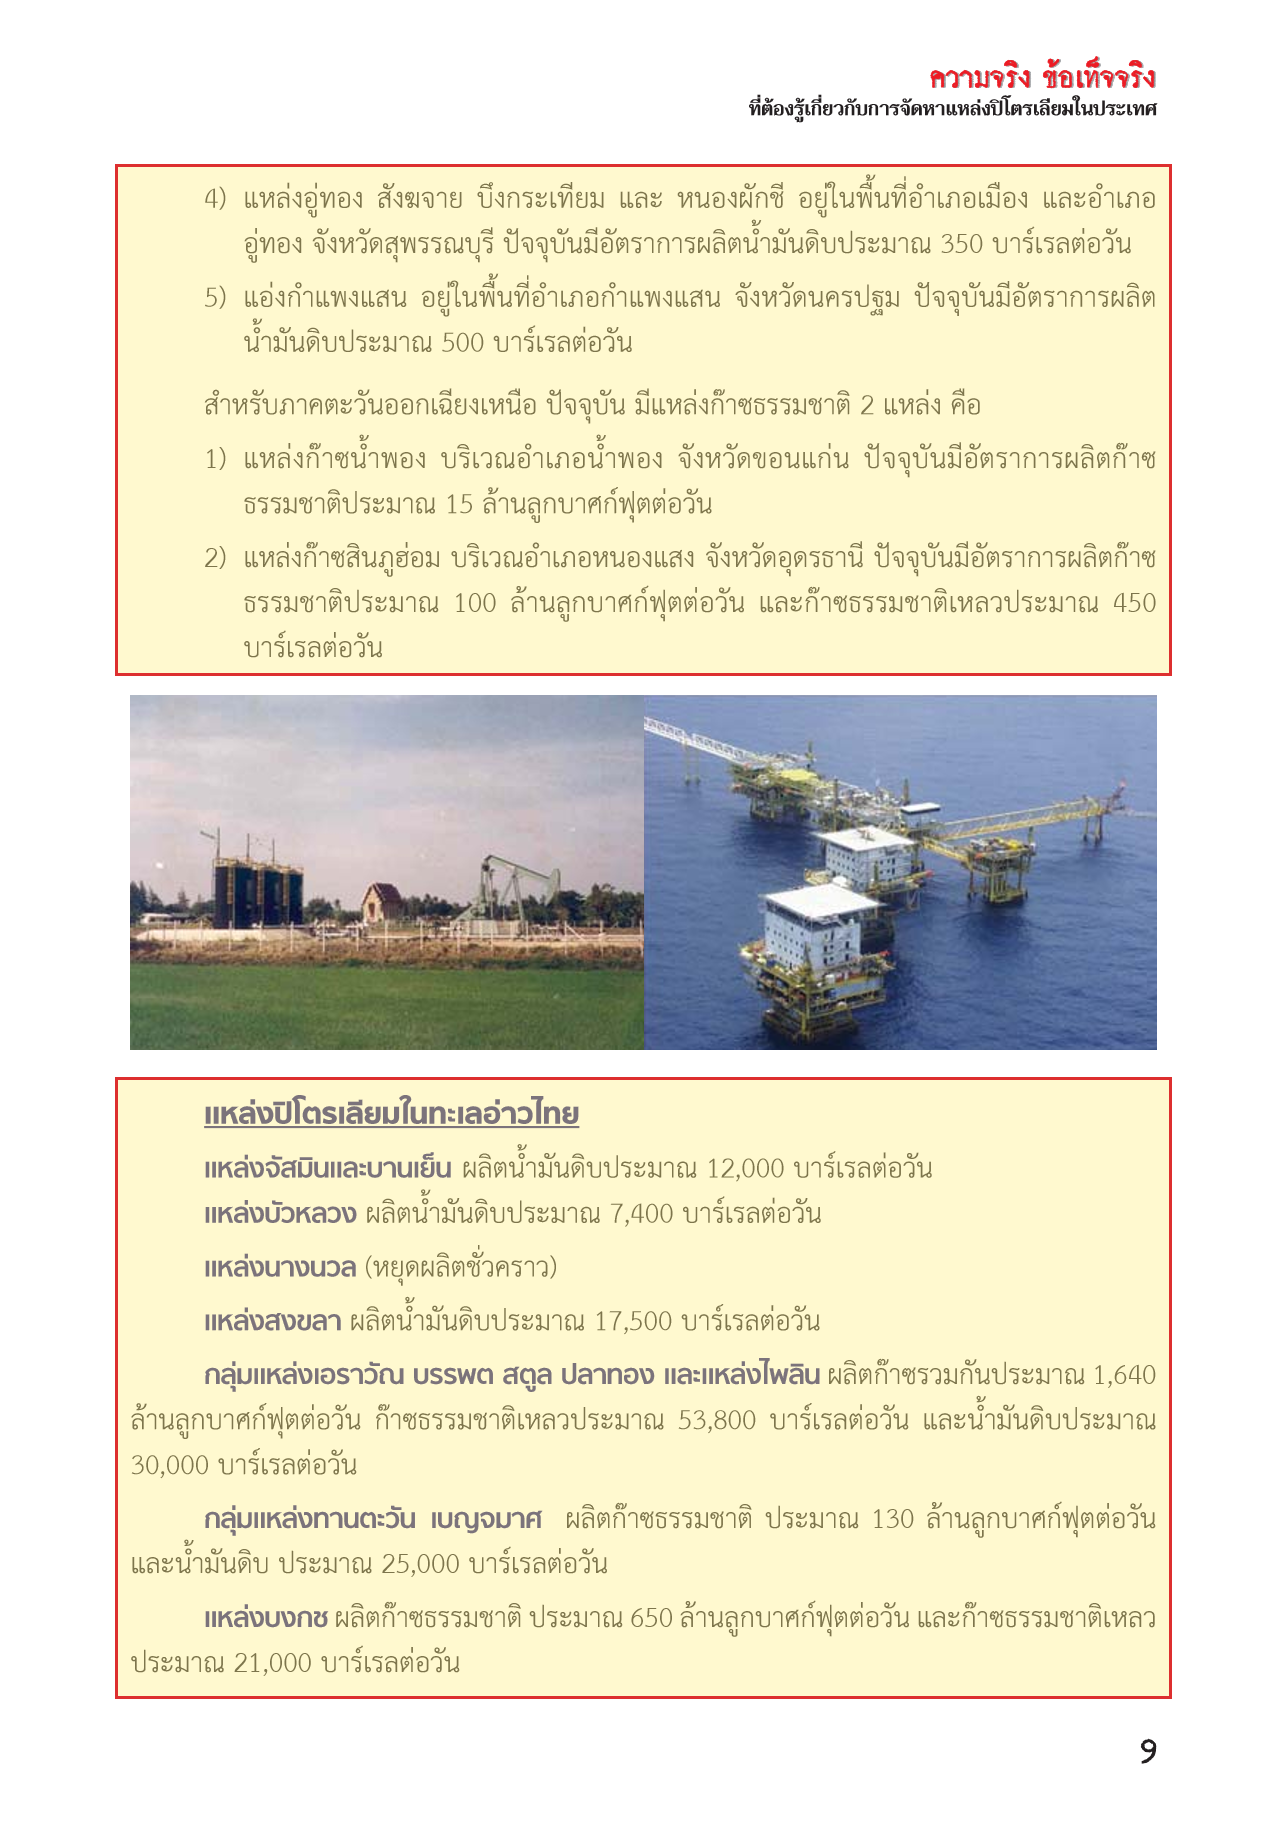 ความจริง ข้อเท็จจริง
ที่ต้องรู้เกี่ยวกับการจัดหาแหล่งปิโตรเลียมในประเทศ
4) แหล่งอู่ทอง สังฆจาย บึงกระเทียม และ หนองผักชี อยู่ในพื้นที่อำเภอเมือง และอำเภอ
อู่ทอง จังหวัดสุพรรณบุรี ปัจจุบันมีอัตราการผลิตน้ำมันดิบประมาณ 350 บาร์เรลต่อวัน
5) แอ่งกำแพงแสน อยู่ในพื้นที่อำเภอกำแพงแสน จังหวัดนครปฐม ปัจจุบันมีอัตราการผลิต
น้ำมันดิบประมาณ 500 บาร์เรลต่อวัน
สำหรับภาคตะวันออกเฉียงเหนือ ปัจจุบัน มีแหล่งก๊าซธรรมชาติ 2 แหล่ง คือ
1) แหล่งก๊าซน้ำพอง บริเวณอำเภอน้ำพอง จังหวัดขอนแก่น ปัจจุบันมีอัตราการผลิตก๊าซ
ธรรมชาติประมาณ 15 ล้านลูกบาศก์ฟุตต่อวัน
2) แหล่งก๊าซสินภูฮ่อม บริเวณอำเภอหนองแสง จังหวัดอุดรธานี ปัจจุบันมีอัตราการผลิตก๊าซ
ธรรมชาติประมาณ 100 ล้านลูกบาศก์ฟุตต่อวัน และก๊าซธรรมชาติเหลวประมาณ 450
บาร์เรลต่อวัน
แหล่งปิโตรเลียมในทะเลอ่าวไทย
แหล่งจัสมินและบานเย็น ผลิตน้ำมันดิบประมาณ 12,000 บาร์เรลต่อวัน
แหล่งบัวหลวง ผลิตน้ำมันดิบประมาณ 7,400 บาร์เรลต่อวัน
แหล่งนางนวล (หยุดผลิตชั่วคราว)
แหล่งสงขลา ผลิตน้ำมันดิบประมาณ 17,500 บาร์เรลต่อวัน
กลุ่มแหล่งเอราวัณ บรรพต สตูล ปลาทอง และแหล่งไพลิน ผลิตก๊าซรวมกันประมาณ 1,640
ล้านลูกบาศก์ฟุตต่อวัน ก๊าซธรรมชาติเหลวประมาณ 53,800 บาร์เรลต่อวัน และน้ำมันดิบประมาณ
30,000 บาร์เรลต่อวัน
กลุ่มแหล่งทานตะวัน เบญจมาศ ผลิตก๊าซธรรมชาติ ประมาณ 130 ล้านลูกบาศก์ฟุตต่อวัน
และน้ำมันดิบ ประมาณ 25,000 บาร์เรลต่อวัน
แหล่งบงกช ผลิตก๊าซธรรมชาติ ประมาณ 650 ล้านลูกบาศก์ฟุตต่อวัน และก๊าซธรรมชาติเหลว
ประมาณ 21,000 บาร์เรลต่อวัน
9